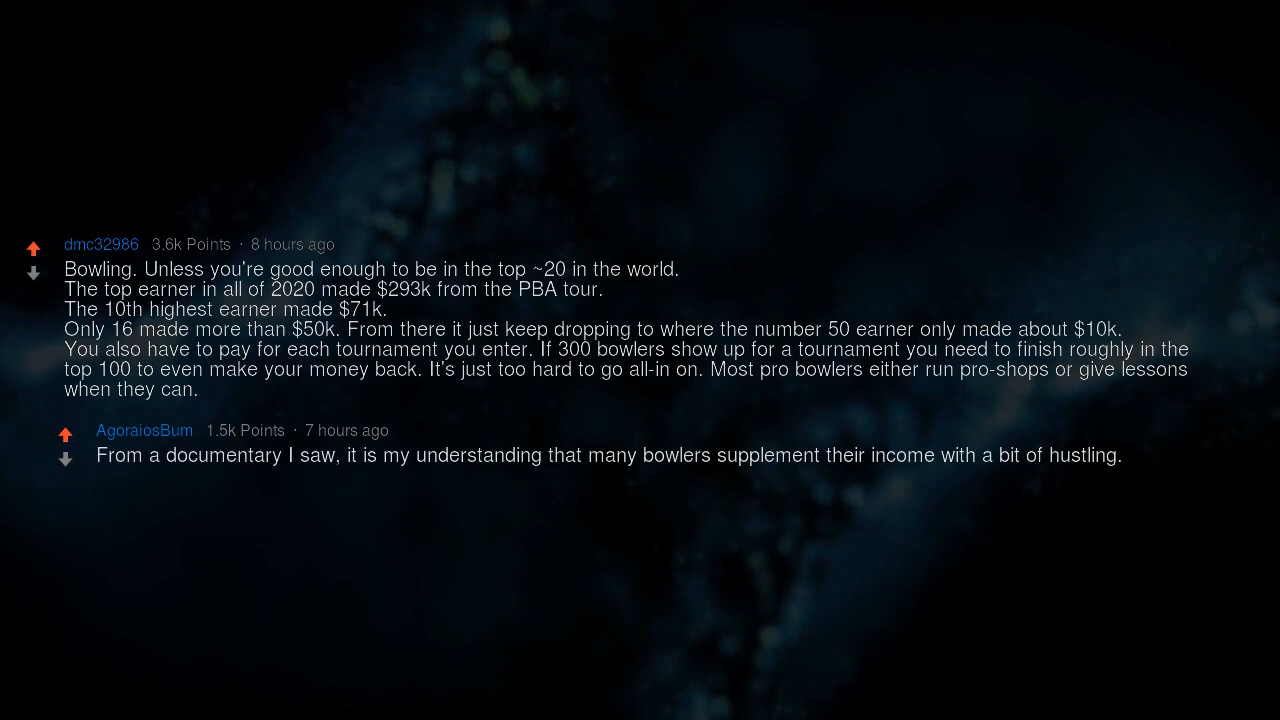 dmc32986 3.6k Points · 8 hours ago
Bowling. Unless you're good enough to be in the top ~20 in the world.
The top earner in all of 2020 made $293k from the PBA tour.
The 10th highest earner made $71k.
Only 16 made more than $50k. From there it just keep dropping to where the number 50 earner only made about $10k.
You also have to pay for each tournament you enter. If 300 bowlers show up for a tournament you need to finish roughly in the
top 100 to even make your money back. It's just too hard to go all-in on. Most pro bowlers either run pro-shops or give lessons
when they can.
AgoraiosBum 1.5k Points · 7 hours ago
From a documentary I saw, it is my understanding that many bowlers supplement their income with a bit of hustling.